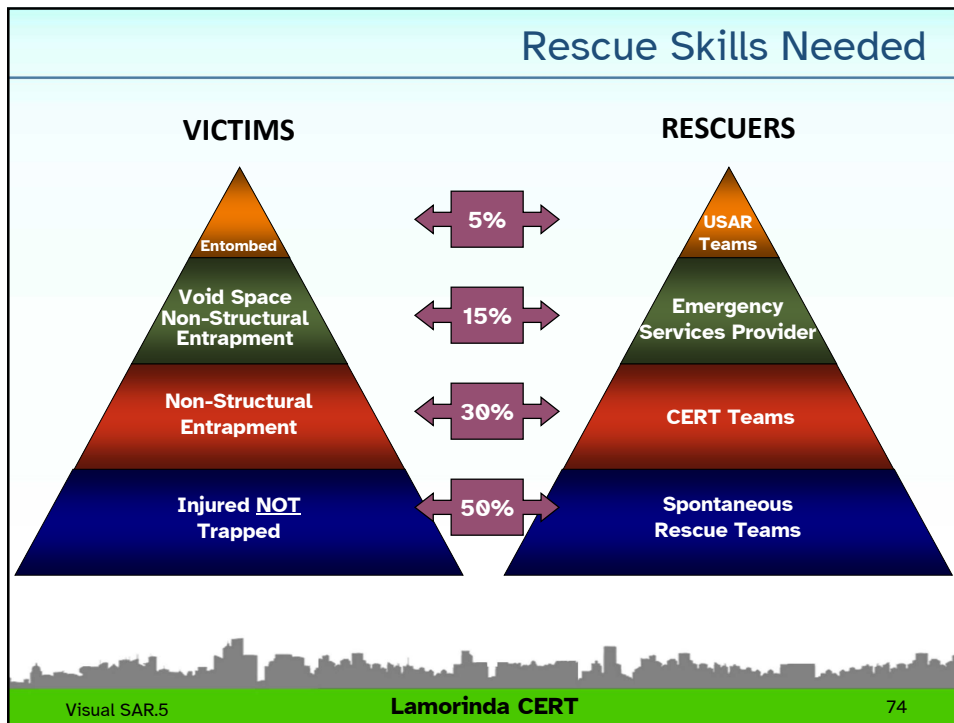 Rescue Skills Needed
VICTIMS
RESCUERS
Entombed
5%
USAR
Teams
Void Space
Non-Structural
Entrapment
15%
Emergency
Services Provider
Non-Structural
Entrapment
30%
CERT Teams
Injured NOT
Trapped
50%
Spontaneous
Rescue Teams
Visual SAR.5
Lamorinda CERT
74